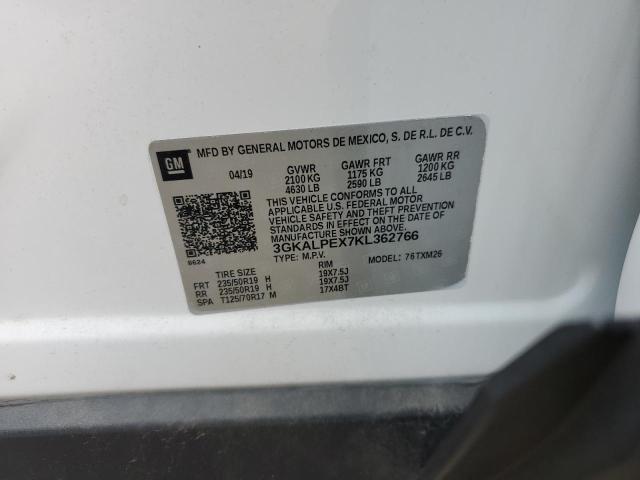 GM
MFD BY GENERAL MOTORS DE MEXICO, S. DE R.L. DE C.V.
04/19 GVWR GAWR FRT GAWR RR
2100 KG 1175 KG 1200 KG
4630 LB 2590 LB 2645 LB
THIS VEHICLE CONFORMS TO ALL
APPLICABLE U.S. FEDERAL MOTOR
VEHICLE SAFETY AND THEFT PREVENTION
STANDARDS IN EFFECT ON THE DATE
OF MANUFACTURE SHOWN ABOVE.
3GKALPEX7KL362766
8624 TYPE: M.P.V. MODEL: 76TXM26
TIRE SIZE RIM
FRT 235/50R19 H 19X7.5J
RR 235/50R19 H 19X7.5J
SPA T125/70R17 M 17X4BT